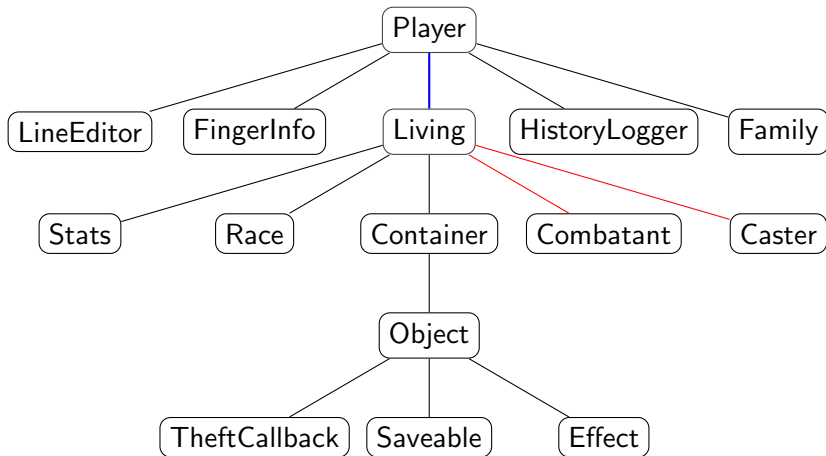 Player
LineEditor FingerInfo Living HistoryLogger Family
Stats Race Container Combatant Caster
Object
TheftCallback Saveable Effect